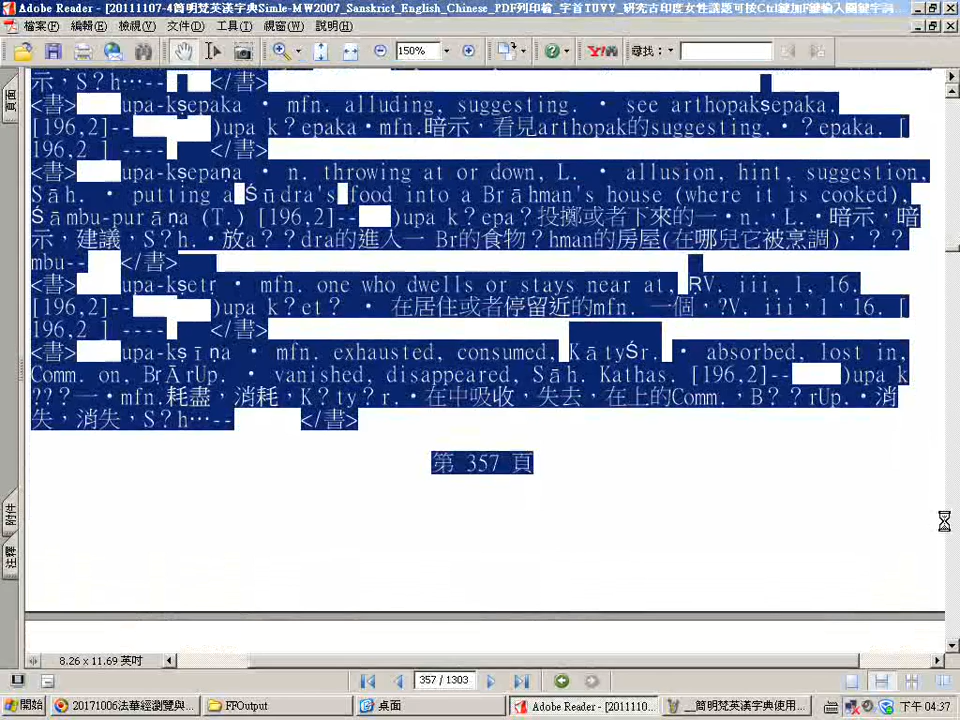 Adobe Reader - [20111107-4簡明梵英漢字典Simle-MW2007_Sanskrict_English_Chinese_PDF列印檔_字首TUVY_研究古印度女性議題可按Ctrl鍵加F鍵輸入關鍵字詞...
檔案(F) 編輯(E) 檢視(V) 文件(D) 工具(T) 視窗(W) 說明(H)
150% 尋找：
頁面
示，S?h…-- </書>
<書> upa-kṣepaka • mfn. alluding, suggesting. • see arthopakṣepaka.
[196,2]-- )upa k？epaka•mfn.暗示，看見arthopak的suggesting.•？epaka. [
196,2 ] ---- </書>
<書> upa-kṣepaṇa • n. throwing at or down, L. • allusion, hint, suggestion,
Sāh. • putting a Śūdra's food into a Brāhman's house (where it is cooked),
Śāmbu-purāṇa (T.) [196,2]-- )upa k？epa？投擲或者下來的一•n.，L.•暗示，暗
示，建議，S？h.•放a？？dra的進入一 Br的食物？hman的房屋(在哪兒它被烹調)，？？
mbu-- </書>
<書> upa-kṣetṛ • mfn. one who dwells or stays near at, ṚV. iii, 1, 16.
[196,2]-- )upa k？et？ • 在居住或者停留近的mfn. 一個，?V. iii，1，16. [
196,2 ] ---- </書>
<書> upa-kṣīṇa • mfn. exhausted, consumed, KātyŚr. • absorbed, lost in,
Comm. on, BrĀrUp. • vanished, disappeared, Sāh. Kathas. [196,2]-- )upa k
???一•mfn.耗盡，消耗，K？ty？r.•在中吸收，失去，在上的Comm.，B？？rUp.•消
失，消失，S？h…-- </書>
第 357 頁
附件
注釋
8.26 x 11.69 英吋
357 / 1303
開始 20171006法華經瀏覽與... FFOutput 桌面 Adobe Reader - [2011110... __簡明梵英漢字典使用... 下午 04:37